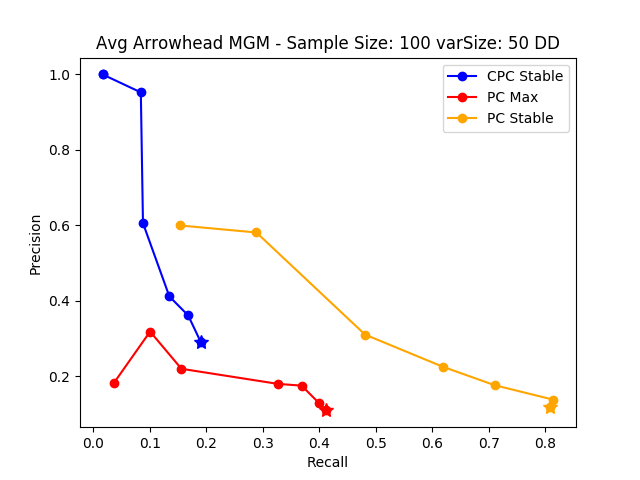 Avg Arrowhead MGM - Sample Size: 100 varSize: 50 DD
CPC Stable
PC Max
PC Stable
Precision
1.0
0.8
0.6
0.4
0.2
0.0 0.1 0.2 0.3 0.4 0.5 0.6 0.7 0.8
Recall